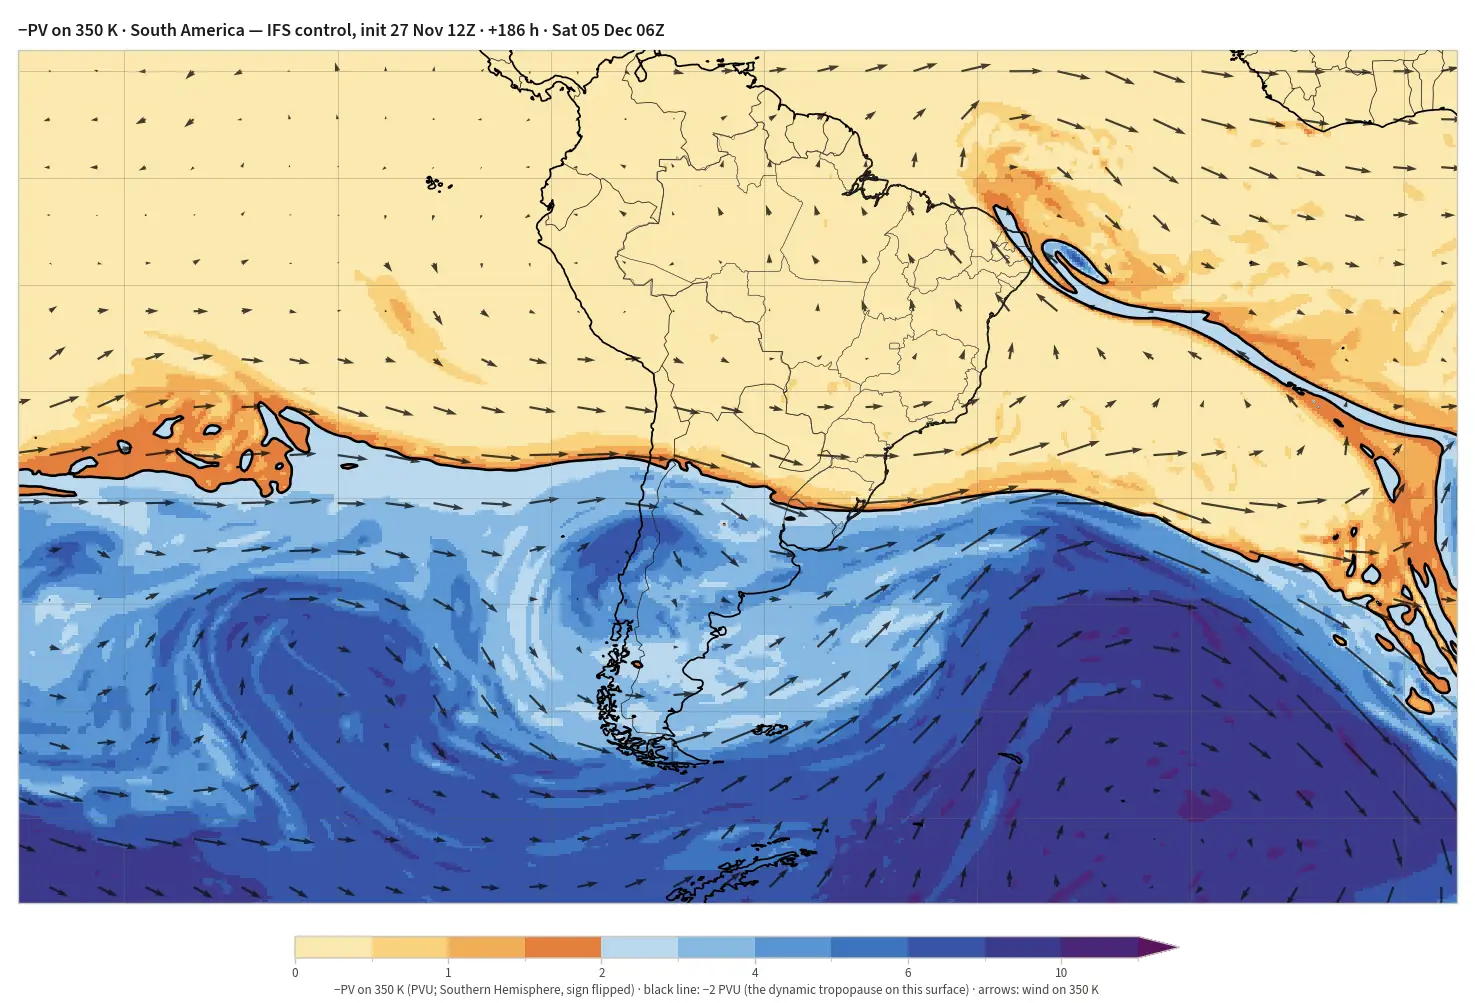 −PV on 350 K · South America — IFS control, init 27 Nov 12Z · +186 h · Sat 05 Dec 06Z
0 1 2 4 6 10
−PV on 350 K (PVU; Southern Hemisphere, sign flipped) · black line: −2 PVU (the dynamic tropopause on this surface) · arrows: wind on 350 K